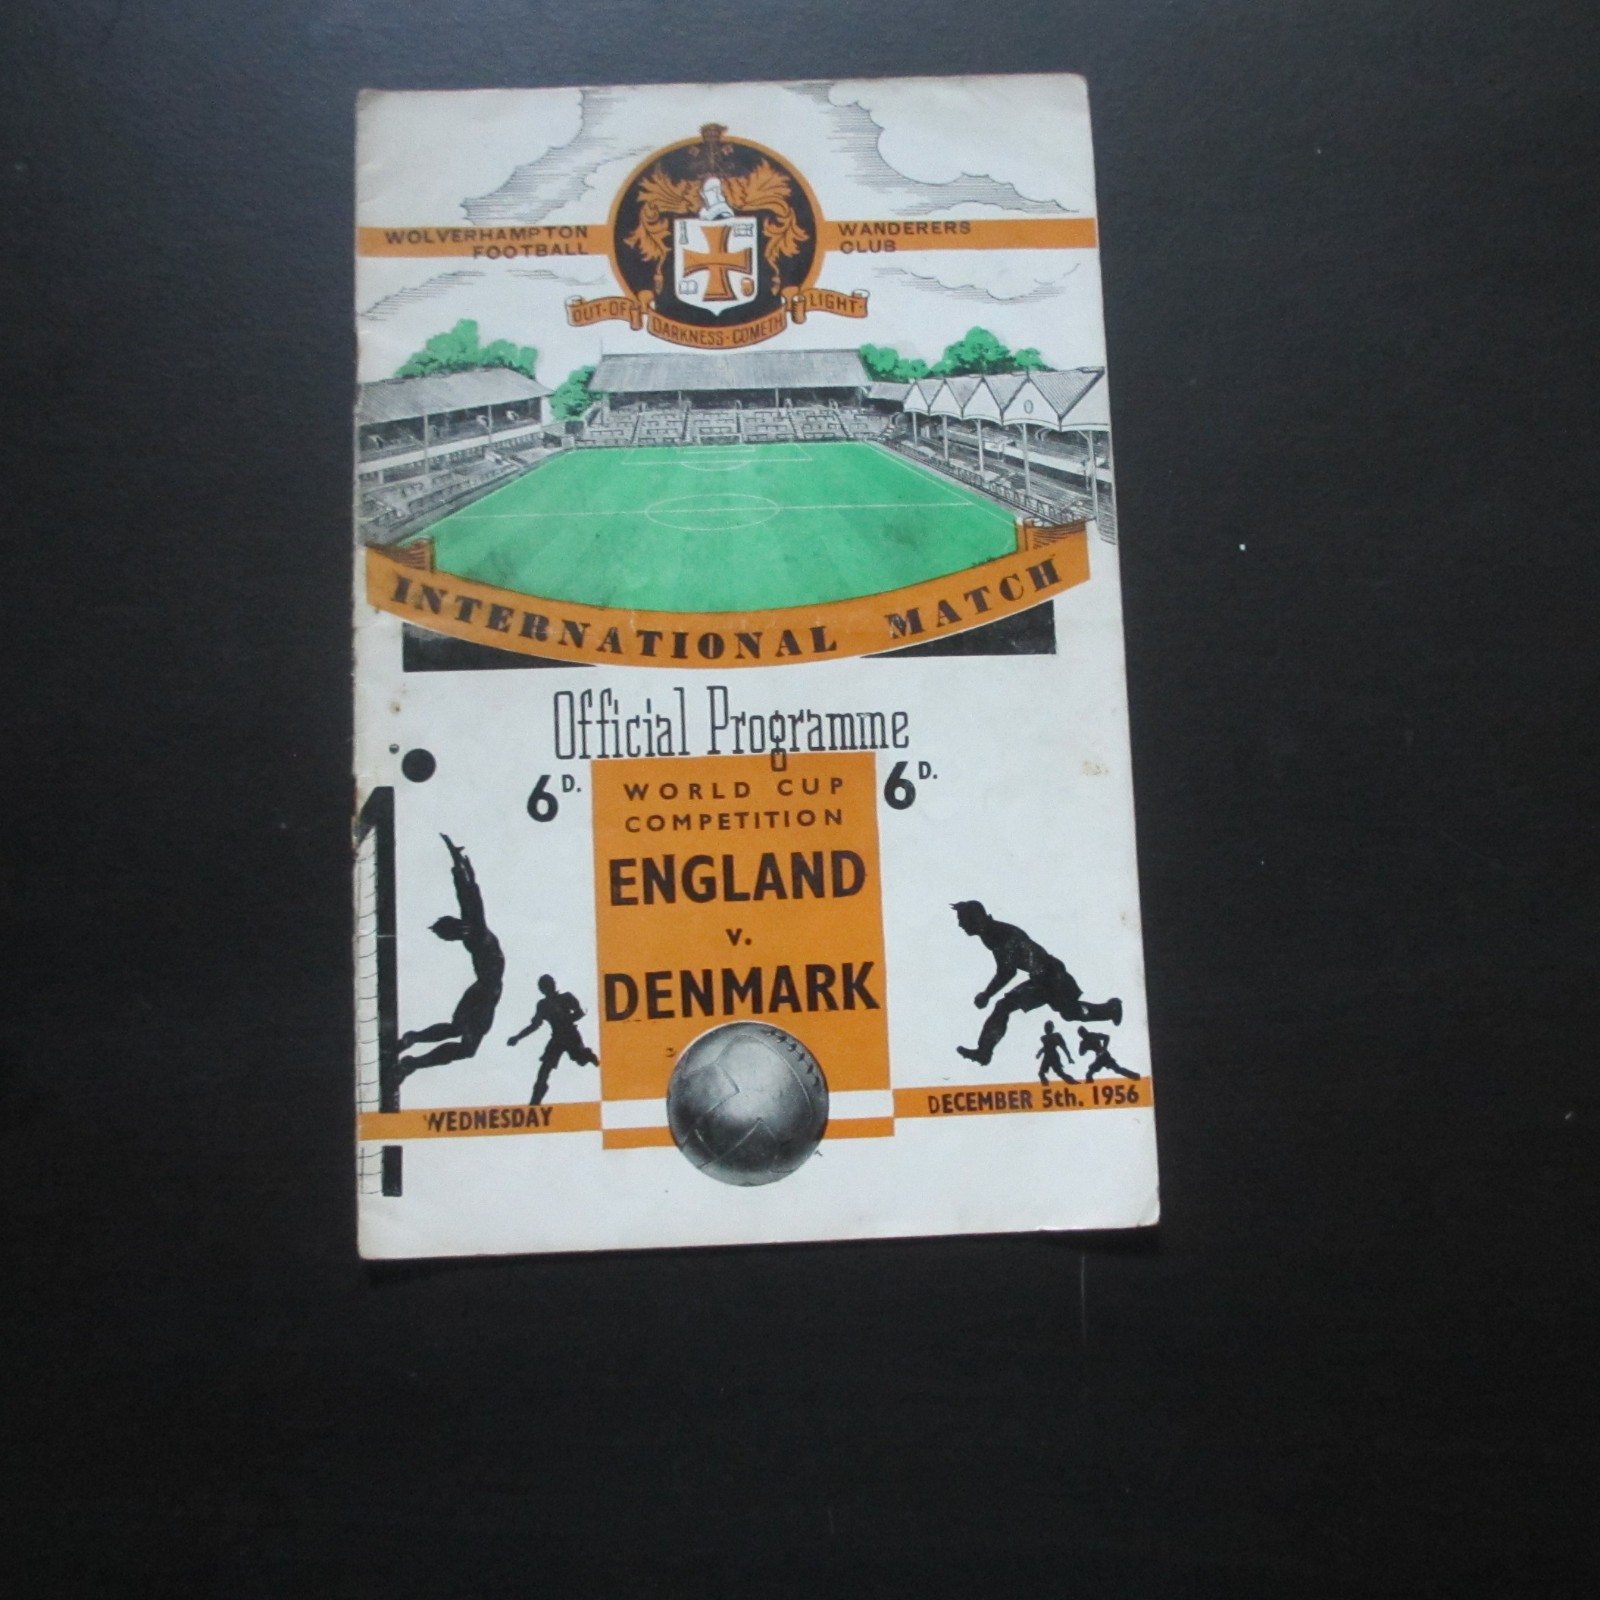 WOLVERHAMPTON WANDERERS
FOOTBALL CLUB
OUT·OF DARKNESS·COMETH LIGHT·
INTERNATIONAL MATCH
Official Programme
6D. 6D.
WORLD CUP
COMPETITION
ENGLAND
v.
DENMARK
WEDNESDAY DECEMBER 5th. 1956